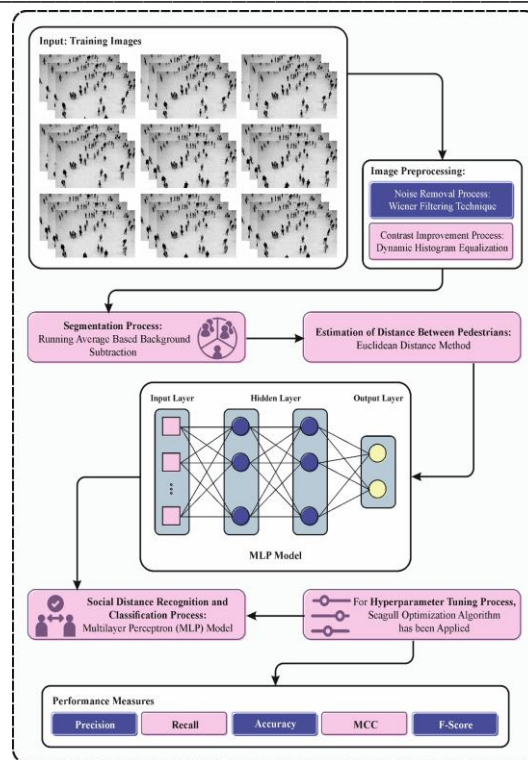 Input: Training Images
Image Preprocessing:
Noise Removal Process:
Wiener Filtering Technique
Contrast Improvement Process:
Dynamic Histogram Equalization
Segmentation Process:
Running Average Based Background
Subtraction
Estimation of Distance Between Pedestrians:
Euclidean Distance Method
Input Layer
Hidden Layer
Output Layer
MLP Model
Social Distance Recognition and
Classification Process:
Multilayer Perceptron (MLP) Model
For Hyperparameter Tuning Process,
Seagull Optimization Algorithm
has been Applied
Performance Measures
Precision
Recall
Accuracy
MCC
F-Score